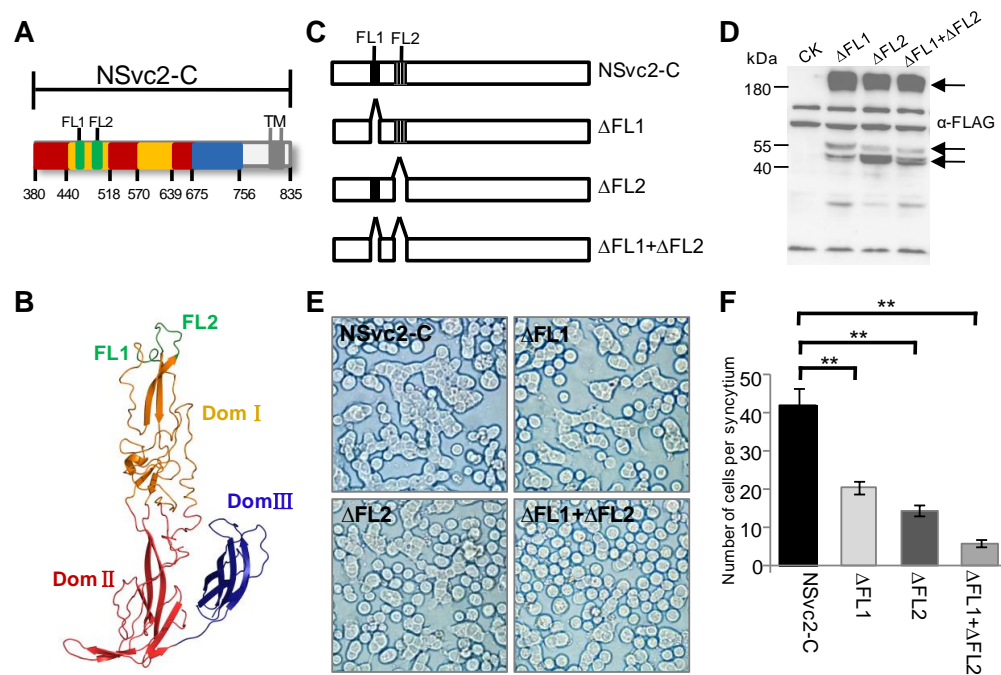 A
NSvc2-C
FL1 FL2 TM
380 440 518 570 639 675 756 835
B
FL2
FL1
Dom Ⅰ
DomⅢ
Dom Ⅱ
C
FL1 FL2
NSvc2-C
ΔFL1
ΔFL2
ΔFL1+ΔFL2
D
kDa CK ΔFL1 ΔFL2 ΔFL1+ΔFL2
180
α-FLAG
55
40
E
NSvc2-C ΔFL1
ΔFL2 ΔFL1+ΔFL2
F
**
**
**
Number of cells per syncytium
50
40
30
20
10
0
NSvc2-C ΔFL1 ΔFL2 ΔFL1+ΔFL2